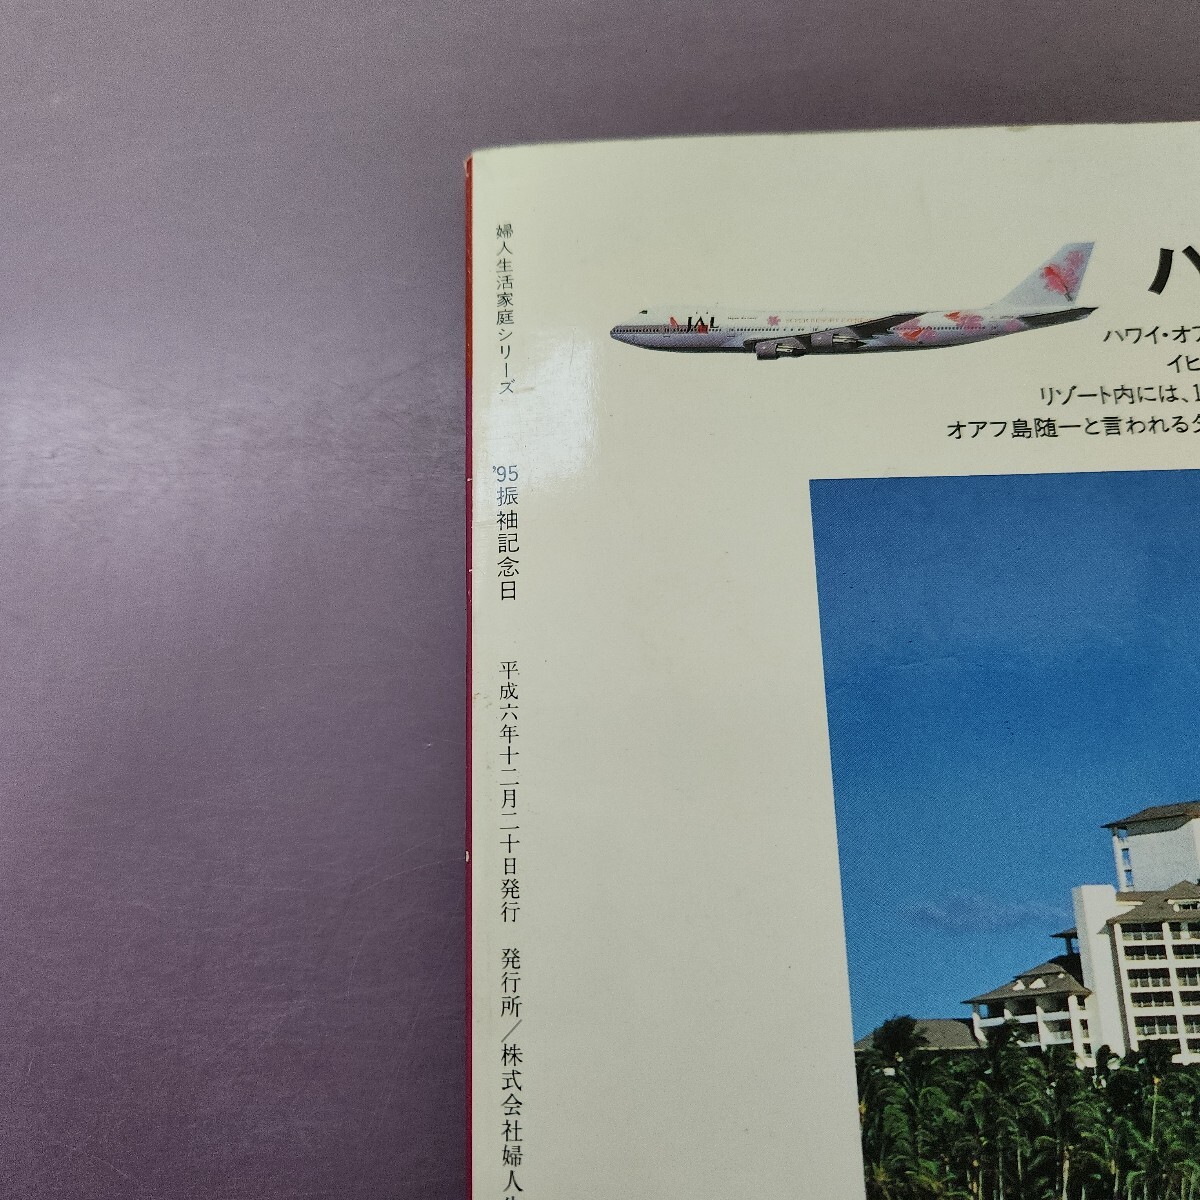 婦人生活家庭シリーズ　'95振袖記念日　平成六年十二月二十日発行　発行所／株式会社婦人生
JAL
ハ
ハワイ・オア
イヒ
リゾート内には、1
オアフ島随一と言われる